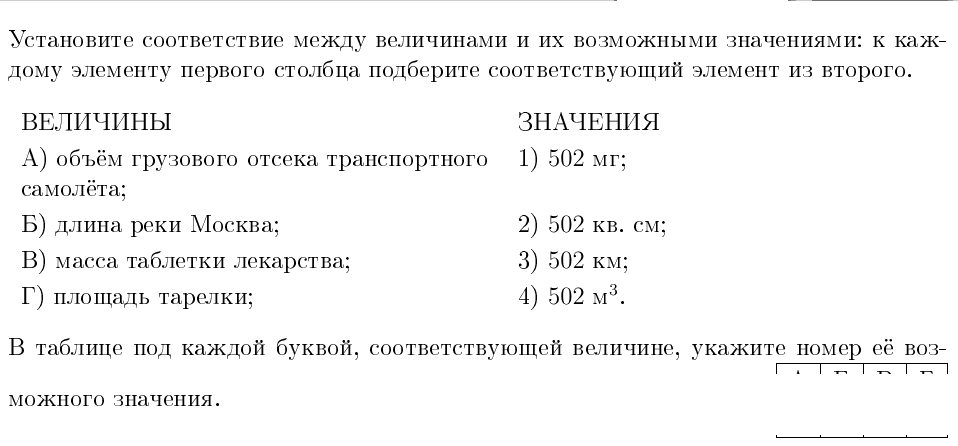 Установите соответствие между величинами и их возможными значениями: к каж-
дому элементу первого столбца подберите соответствующий элемент из второго.
ВЕЛИЧИНЫ
ЗНАЧЕНИЯ
А) объём грузового отсека транспортного
самолёта;
1) 502 мг;
Б) длина реки Москва;
2) 502 кв. см;
В) масса таблетки лекарства;
3) 502 км;
Г) площадь тарелки;
4) 502 м³.
В таблице под каждой буквой, соответствующей величине, укажите номер её воз-
можного значения.